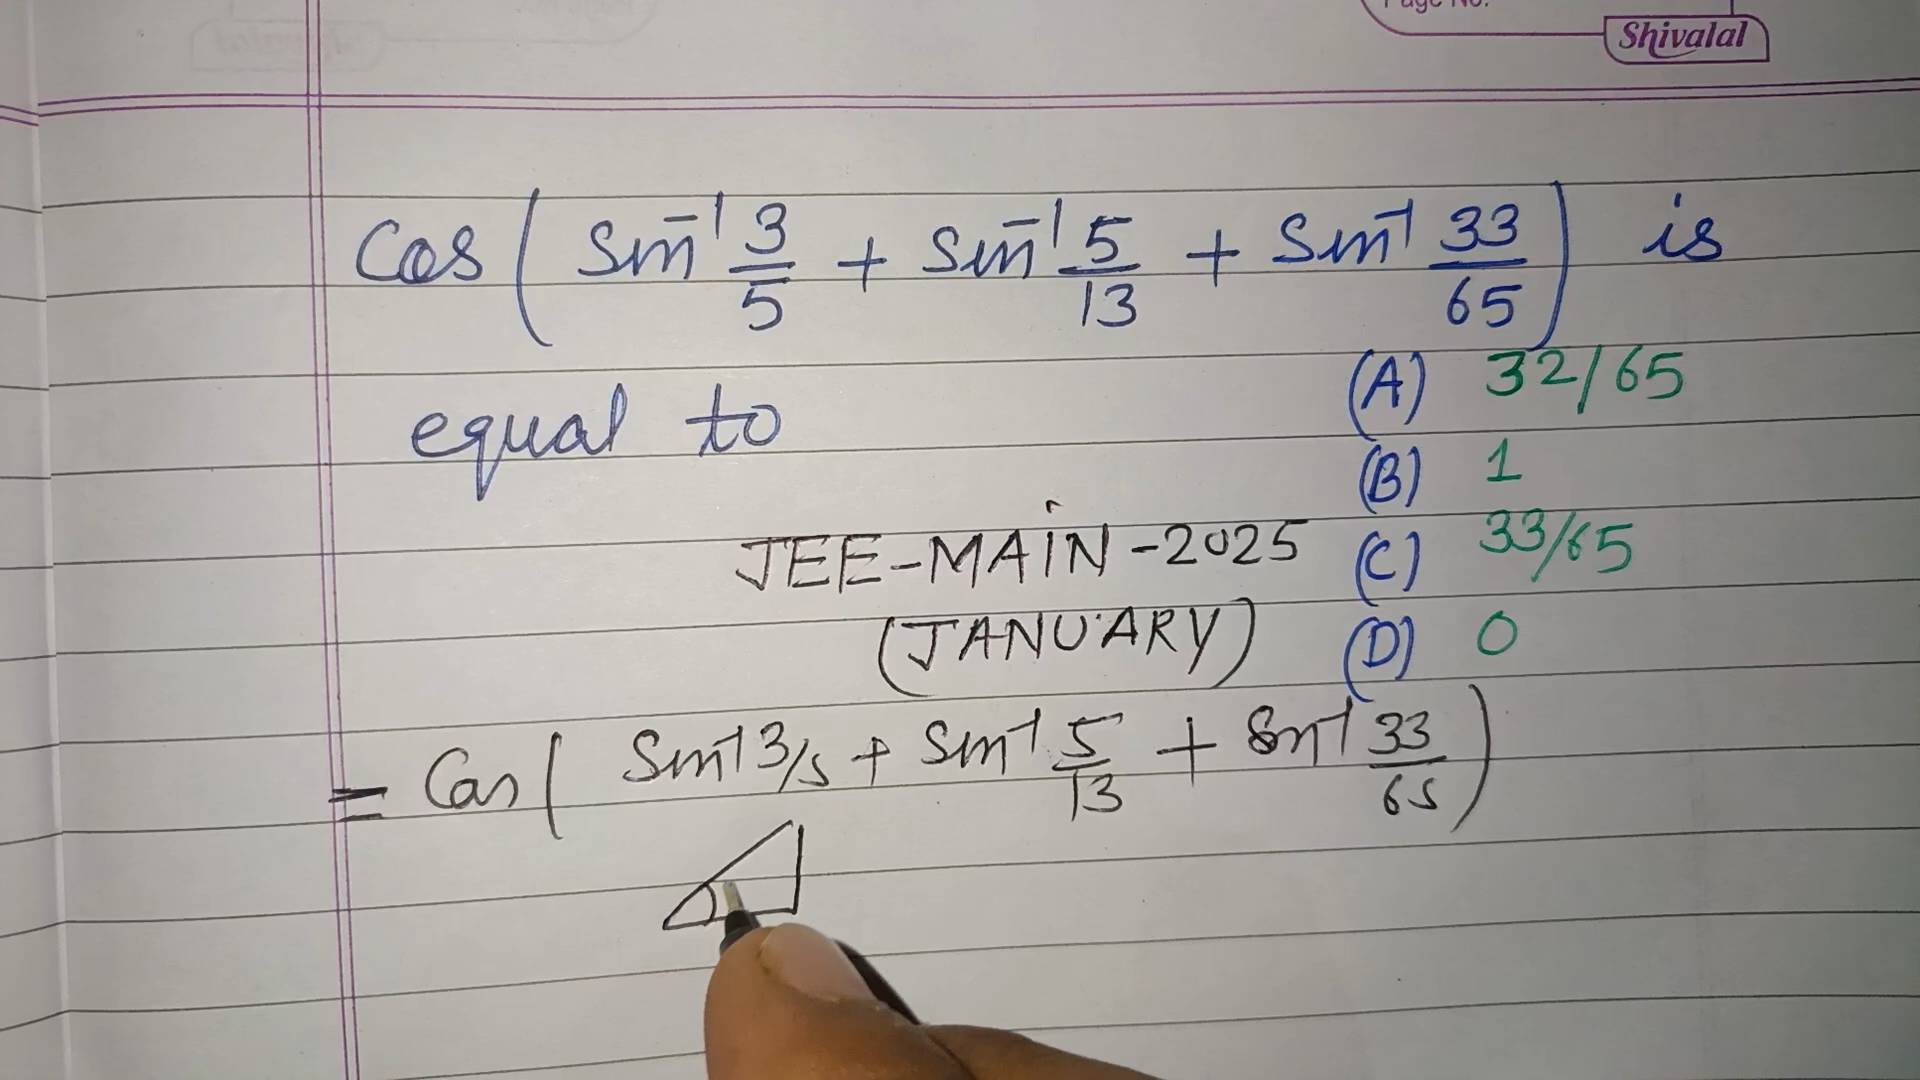 Page No.
Shivalal
Cos ( Sin⁻¹ 3/5 + Sin⁻¹ 5/13 + Sin⁻¹ 33/65 ) is
equal to
(A) 32/65
(B) 1
JEE-MAIN-2025 (C) 33/65
(JANUARY) (D) 0
= Cos ( Sin⁻¹ 3/5 + Sin⁻¹ 5/13 + Sin⁻¹ 33/65 )